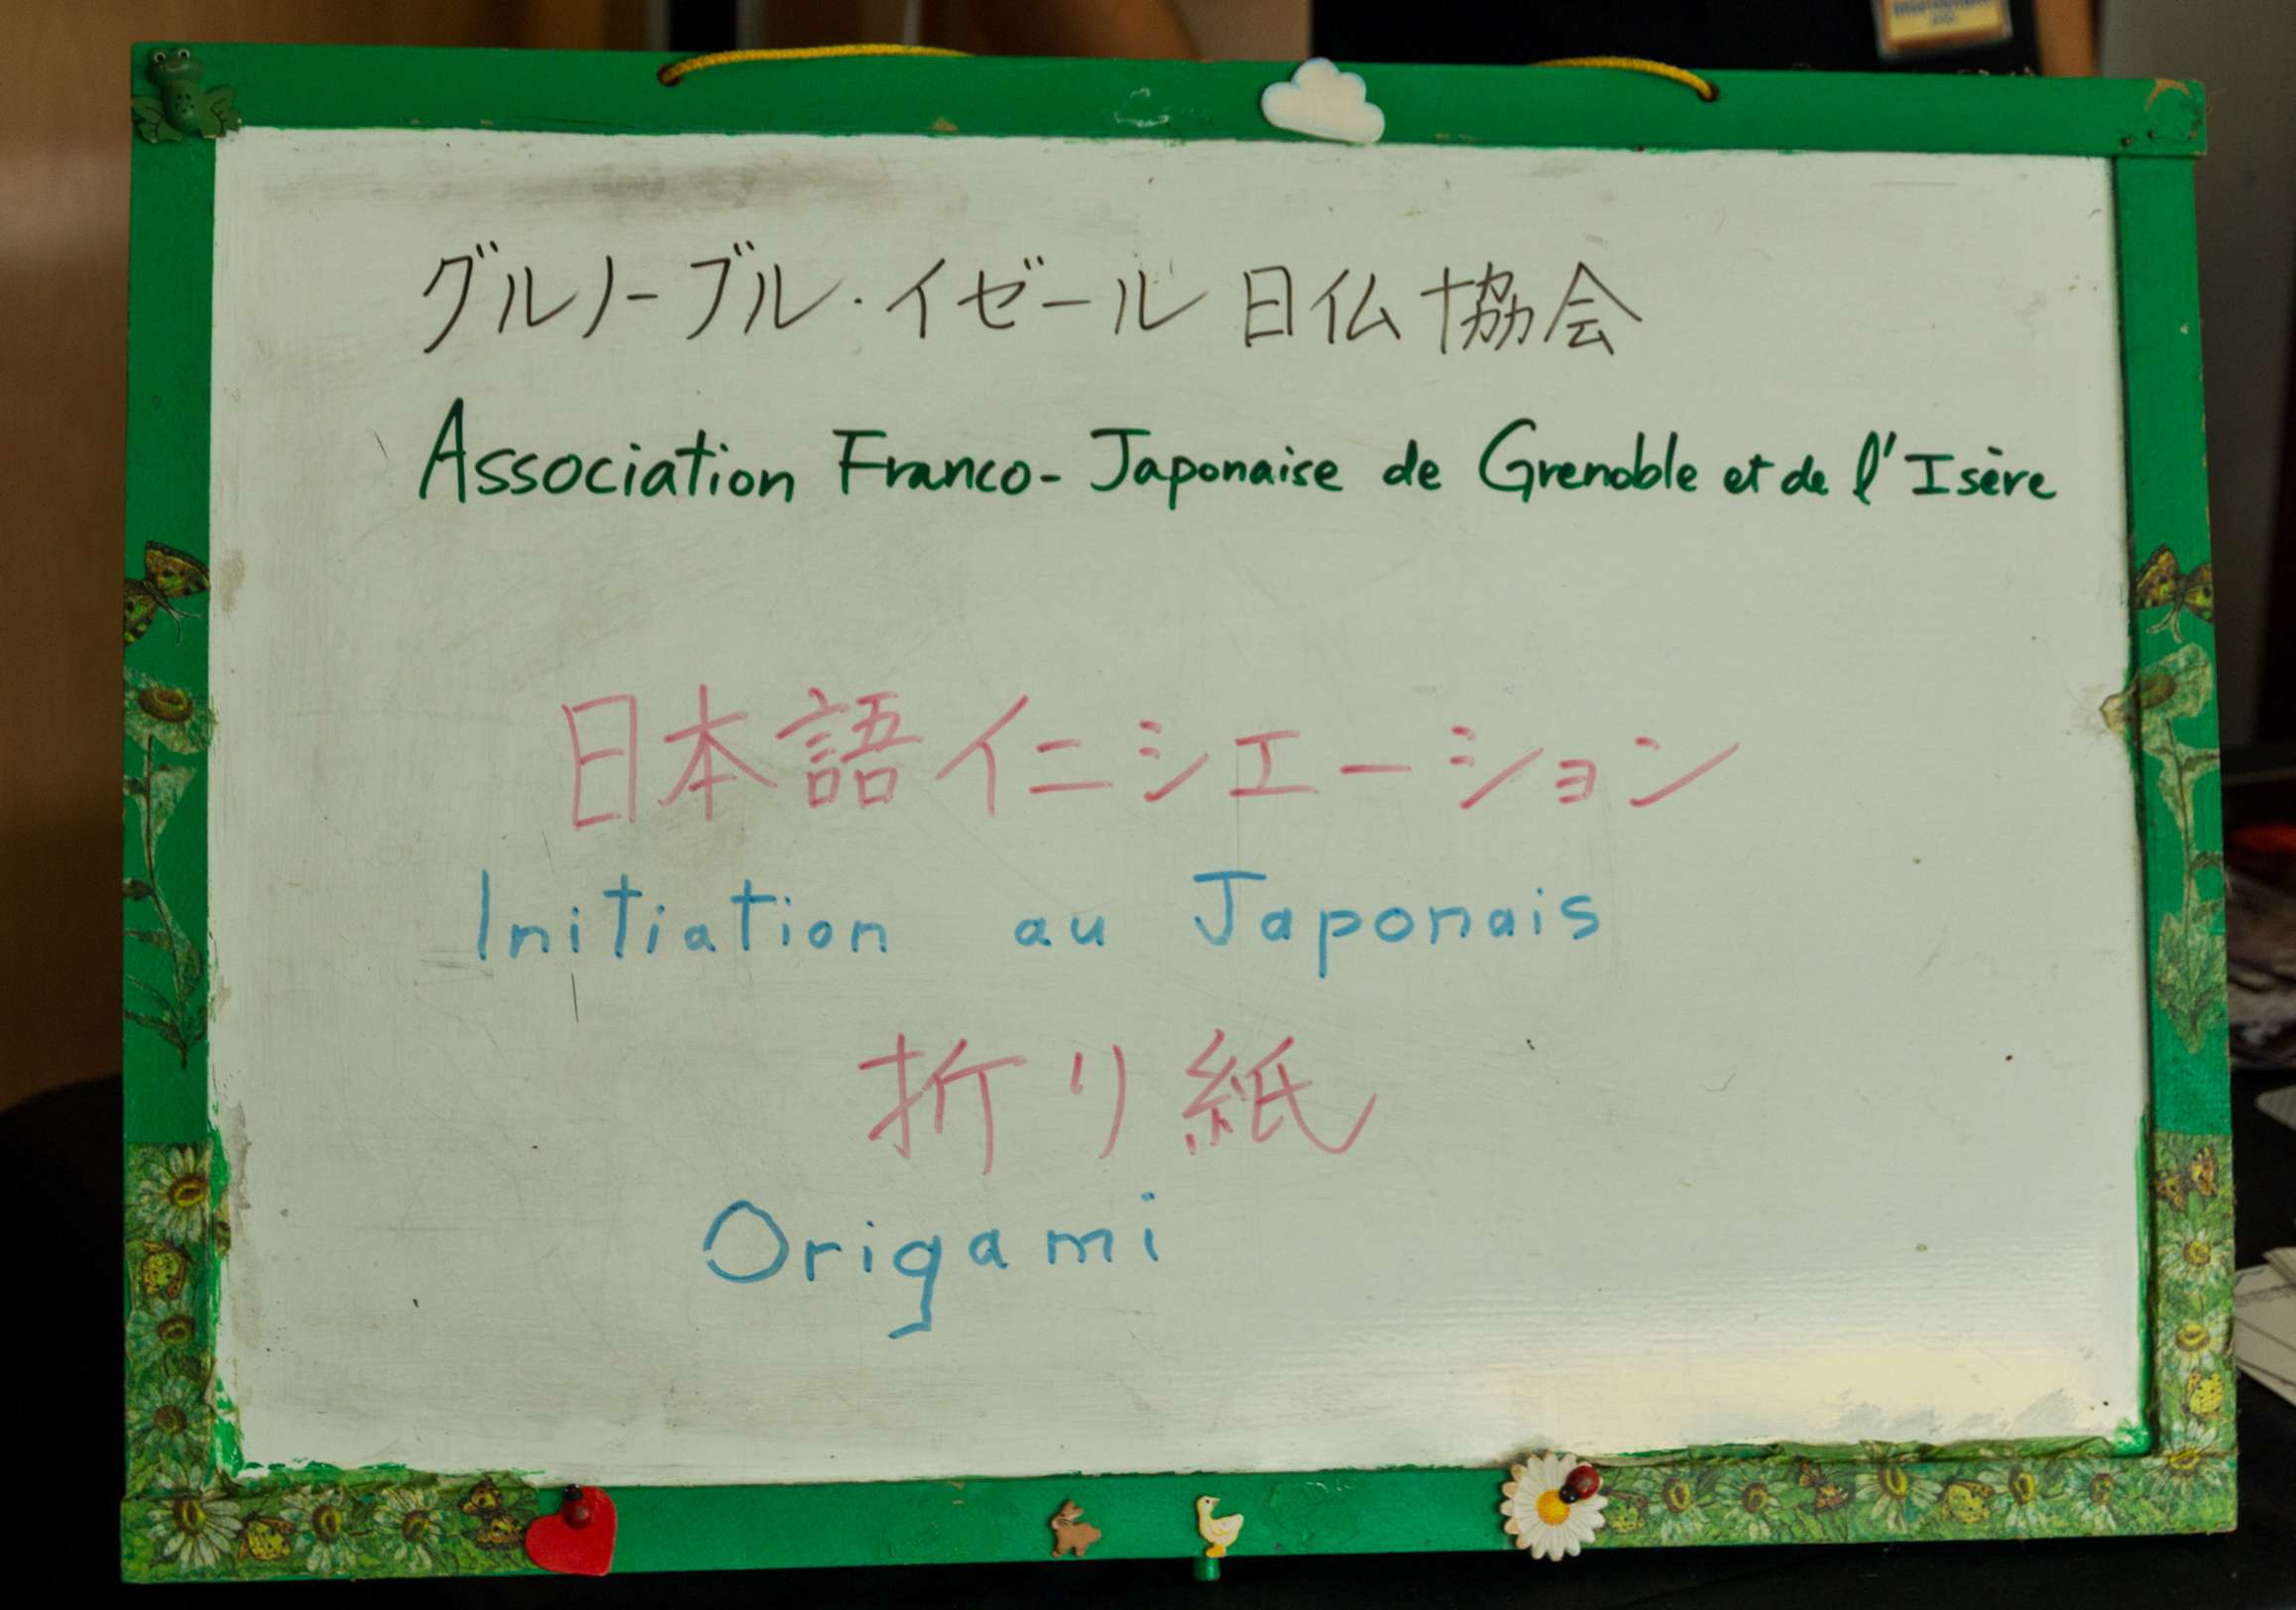 グルノーブル・イゼール 日仏協会
Association Franco-Japonaise de Grenoble et de l'Isère
日本語イニシエーション
Initiation au Japonais
折り紙
Origami